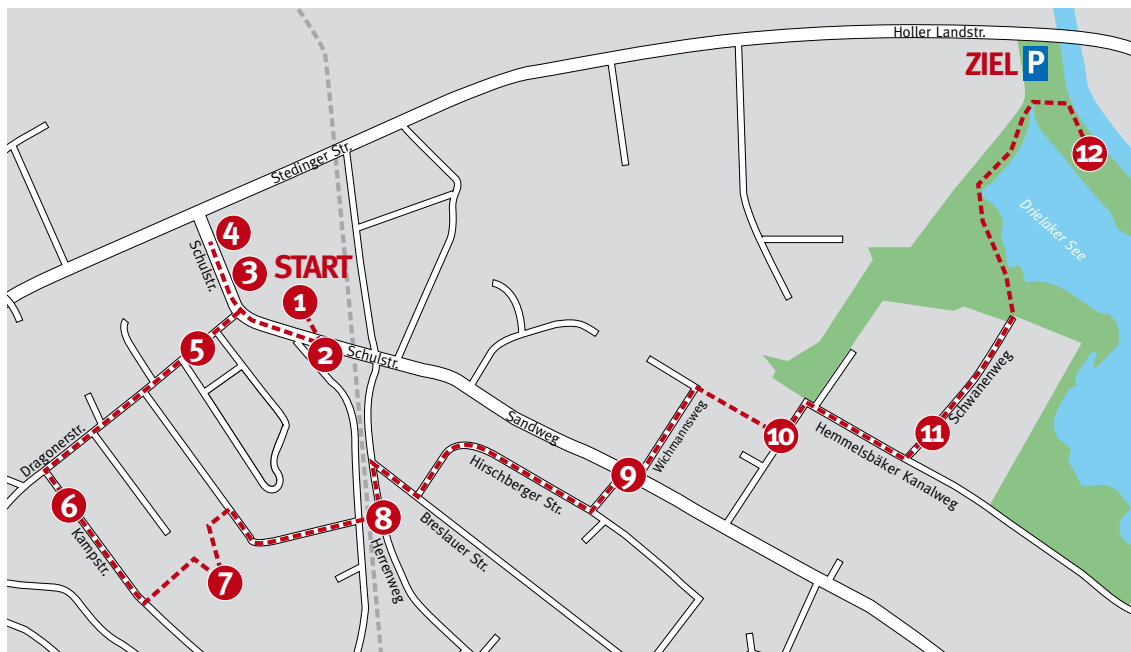 Holler Landstr.
ZIEL P
12
Stedinger Str.
4
Schulstr.
3
START
1
Drielaker See
2
Schulstr.
5
Schwanenweg
Sandweg
Wichmannsweg
10
11
Dragonerstr.
Hirschberger Str.
9
Hemmelsbäker Kanalweg
6
Kampstr.
8
Breslauer Str.
Herrenweg
7